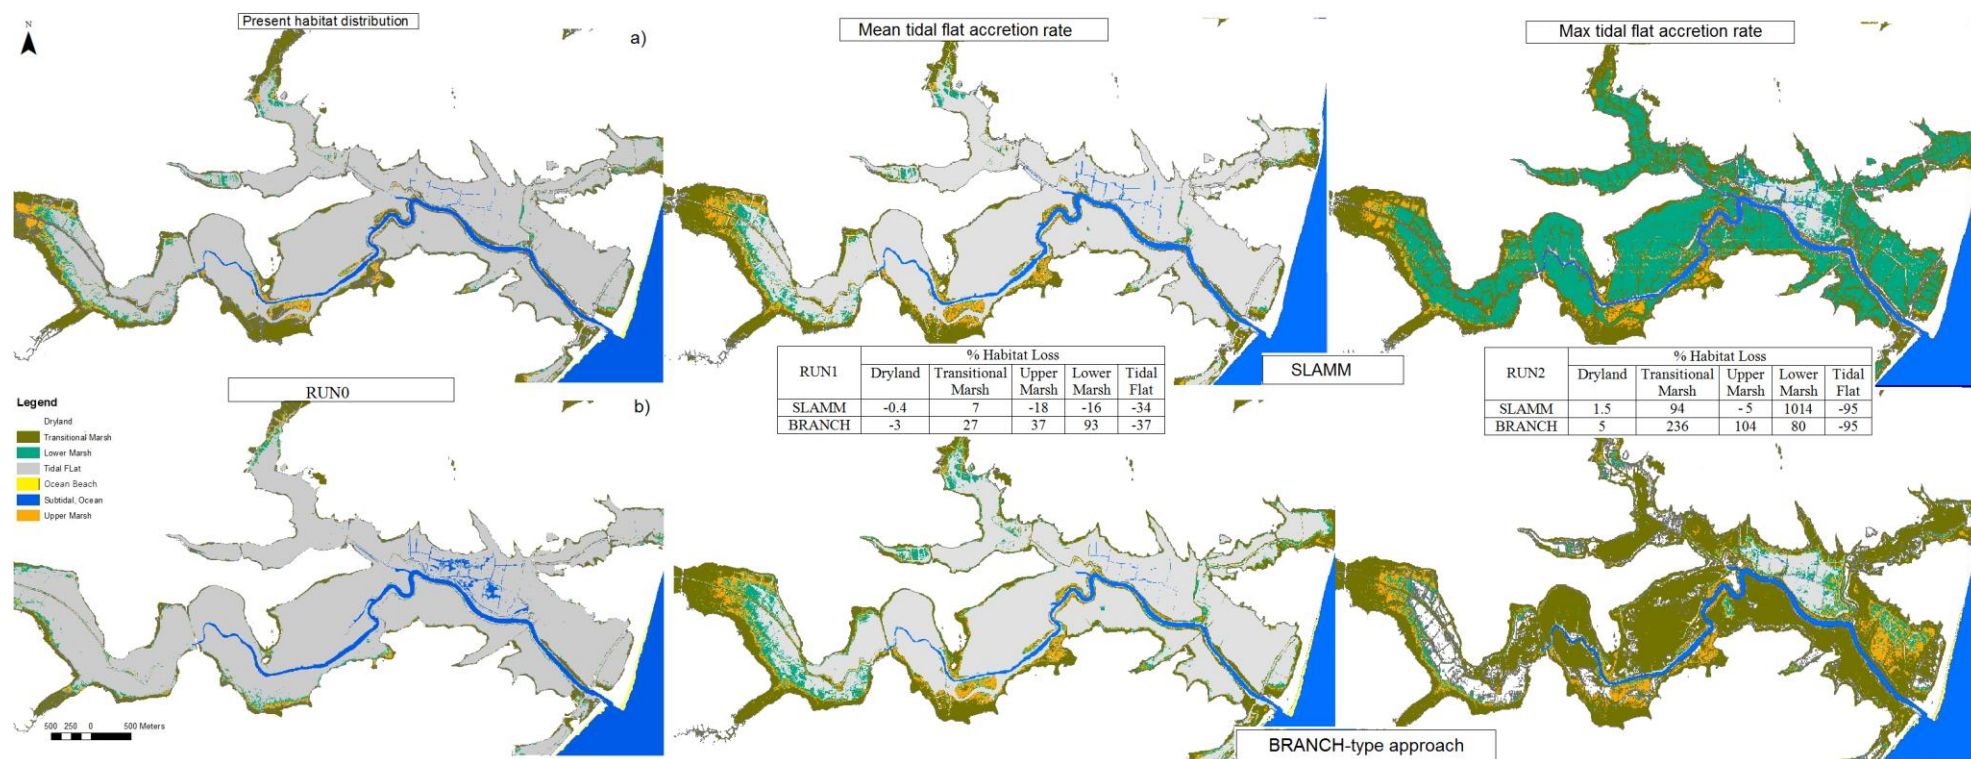 Present habitat distribution
N
a)
Mean tidal flat accretion rate
Max tidal flat accretion rate
RUN1
% Habitat Loss
Dryland Transitional Marsh Upper Marsh Lower Marsh Tidal Flat
SLAMM -0.4 7 -18 -16 -34
BRANCH -3 27 37 93 -37
SLAMM
RUN2
% Habitat Loss
Dryland Transitional Marsh Upper Marsh Lower Marsh Tidal Flat
SLAMM 1.5 94 - 5 1014 -95
BRANCH 5 236 104 80 -95
RUN0
b)
Legend
Dryland
Transitional Marsh
Lower Marsh
Tidal FLat
Ocean Beach
Subtidal, Ocean
Upper Marsh
500 250 0 500 Meters
BRANCH-type approach